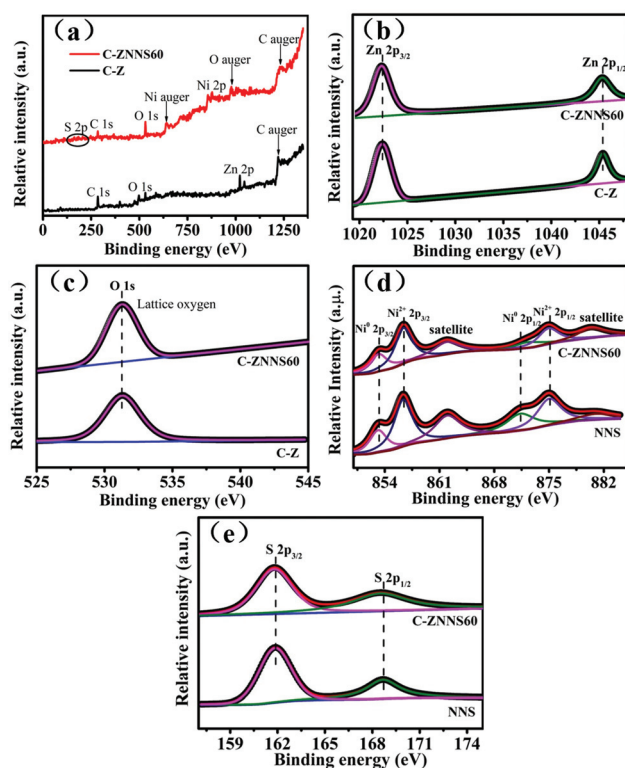 (a)
C-ZNNS60
C-Z
S 2p
C 1s
O 1s
Ni auger
Ni 2p
O auger
C auger
C 1s
O 1s
Zn 2p
C auger
Relative intensity (a.u.)
0 250 500 750 1000 1250
Binding energy (eV)
(b)
Zn 2p3/2
Zn 2p1/2
C-ZNNS60
C-Z
Relative intensity (a.u.)
1020 1025 1030 1035 1040 1045
Binding energy (eV)
(c)
O 1s
Lattice oxygen
C-ZNNS60
C-Z
Relative intensity (a.u.)
525 530 535 540 545
Binding energy (eV)
(d)
Ni⁰ 2p3/2
Ni²⁺ 2p3/2
satellite
Ni⁰ 2p1/2
Ni²⁺ 2p1/2
satellite
C-ZNNS60
NNS
Relative Intensity (a.µ.)
854 861 868 875 882
Binding energy (eV)
(e)
S 2p3/2
S 2p1/2
C-ZNNS60
NNS
Relative intensity (a.u.)
159 162 165 168 171 174
Binding energy (eV)